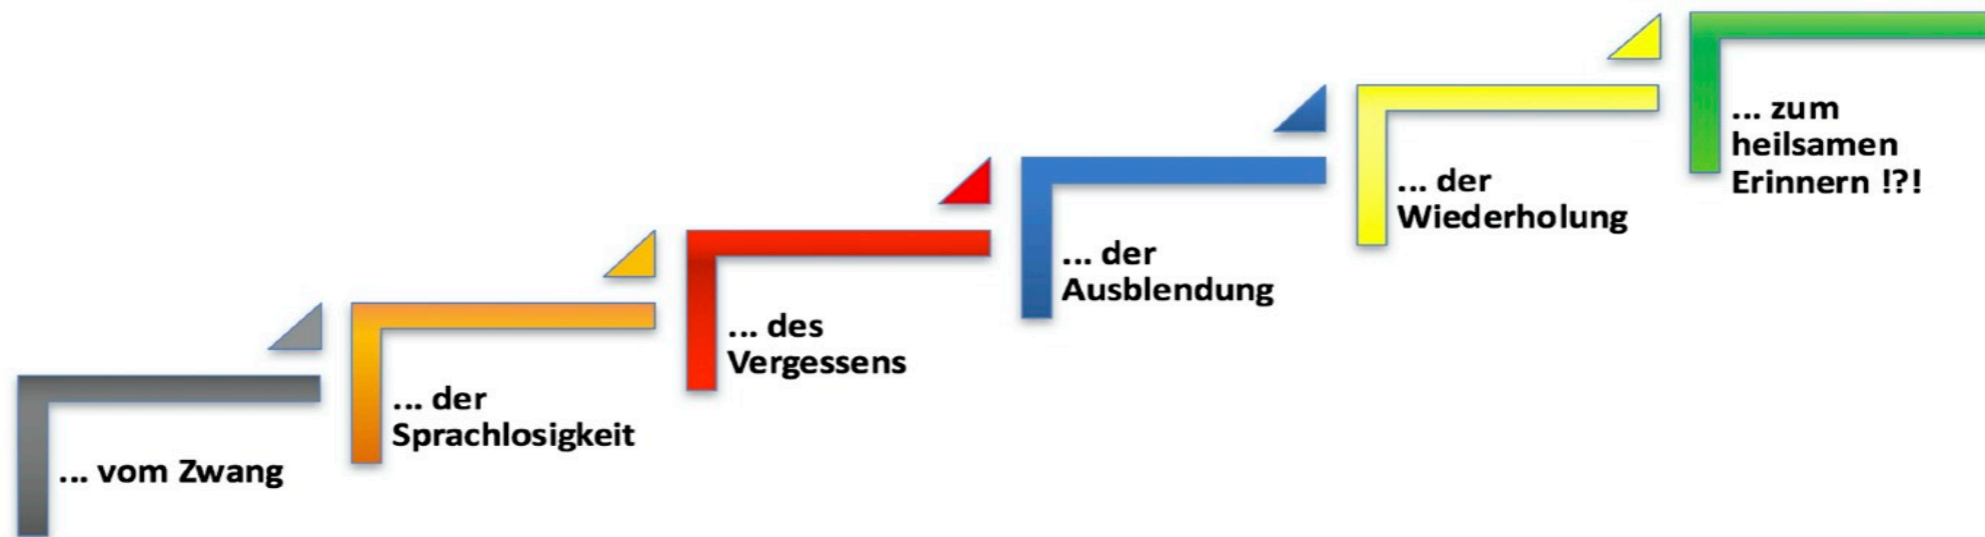 ... vom Zwang
... der
Sprachlosigkeit
... des
Vergessens
... der
Ausblendung
... der
Wiederholung
... zum
heilsamen
Erinnern !?!